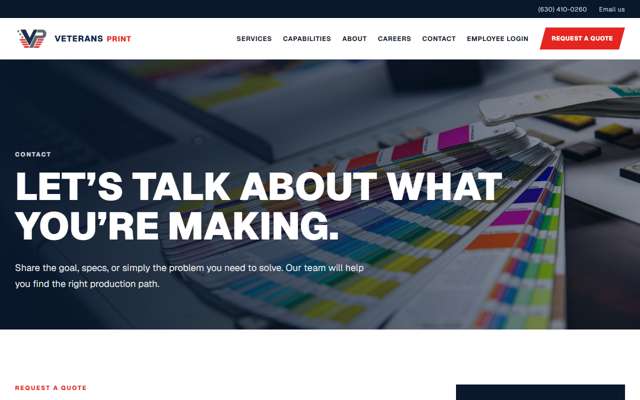 (630) 410-0260 Email us
VP VETERANS PRINT
SERVICES CAPABILITIES ABOUT CAREERS CONTACT EMPLOYEE LOGIN REQUEST A QUOTE
CONTACT
LET’S TALK ABOUT WHAT
YOU’RE MAKING.
Share the goal, specs, or simply the problem you need to solve. Our team will help
you find the right production path.
REQUEST A QUOTE